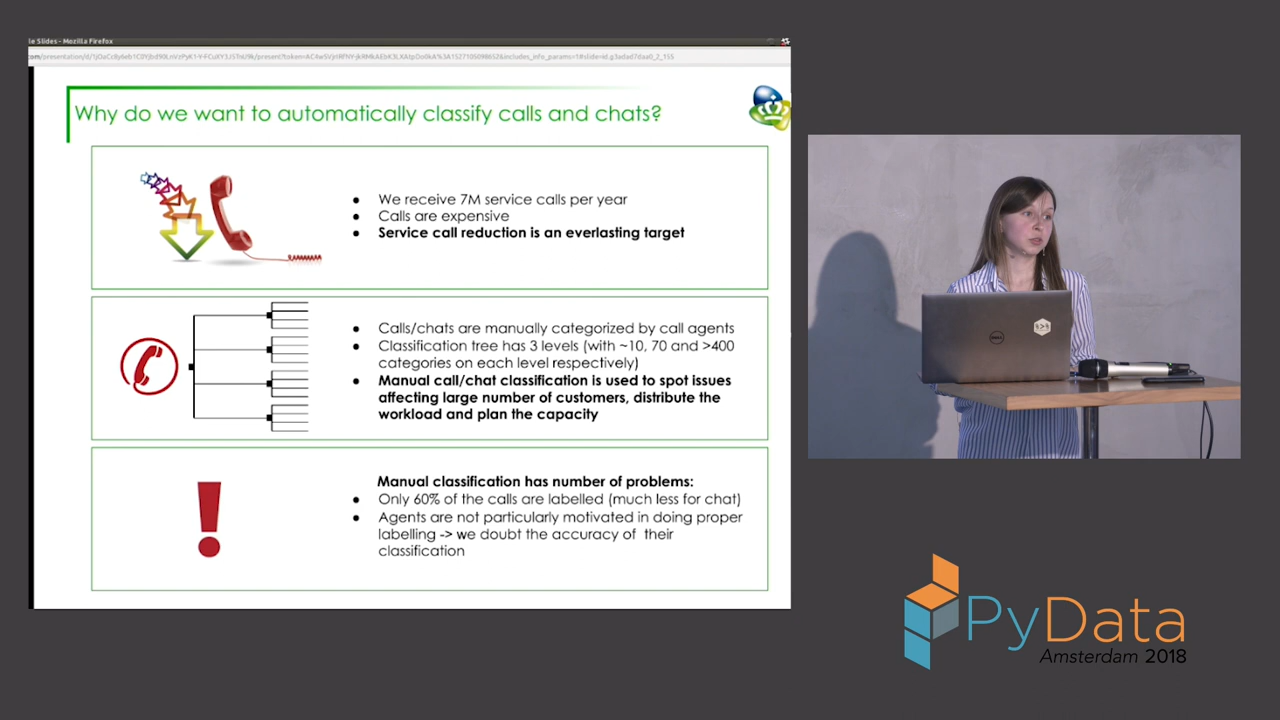 le Slides - Mozilla Firefox
Why do we want to automatically classify calls and chats?
We receive 7M service calls per year
Calls are expensive
Service call reduction is an everlasting target
Calls/chats are manually categorized by call agents
Classification tree has 3 levels (with ~10, 70 and >400
categories on each level respectively)
Manual call/chat classification is used to spot issues
affecting large number of customers, distribute the
workload and plan the capacity
Manual classification has number of problems:
Only 60% of the calls are labelled (much less for chat)
Agents are not particularly motivated in doing proper
labelling -> we doubt the accuracy of their
classification
DELL
PyData
Amsterdam 2018